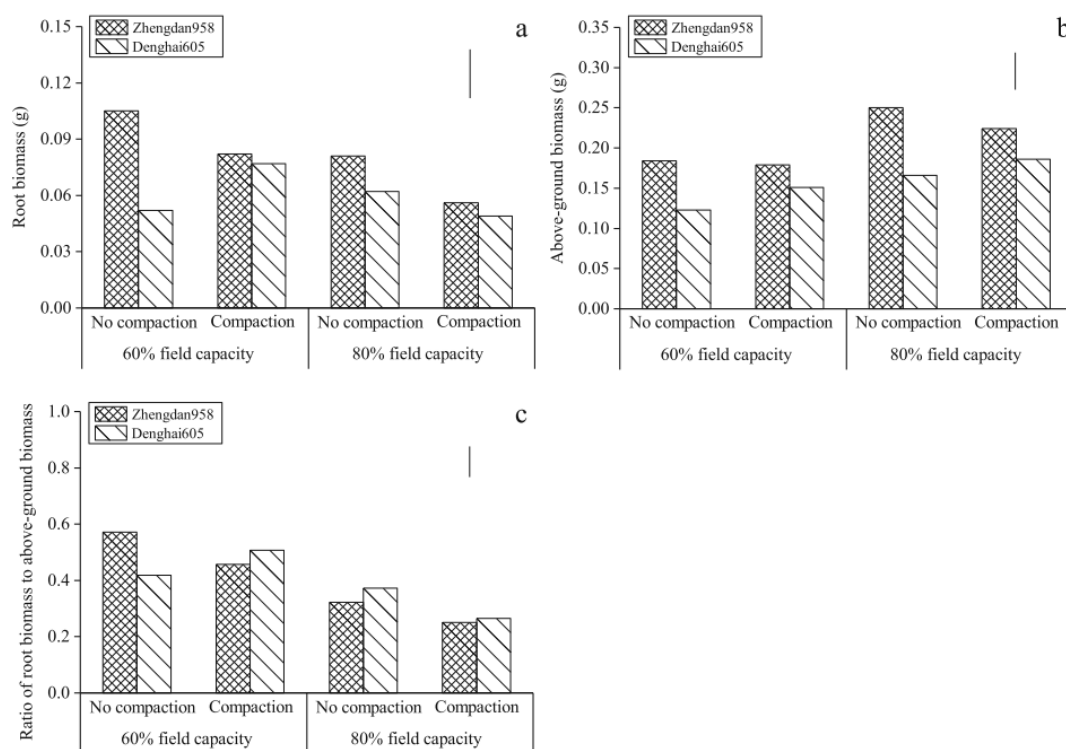 a
Zhengdan958
Denghai605
Root biomass (g)
0.15
0.12
0.09
0.06
0.03
0.00
No compaction Compaction No compaction Compaction
60% field capacity 80% field capacity
b
Zhengdan958
Denghai605
Above-ground biomass (g)
0.35
0.30
0.25
0.20
0.15
0.10
0.05
0.00
No compaction Compaction No compaction Compaction
60% field capacity 80% field capacity
c
Zhengdan958
Denghai605
Ratio of root biomass to above-ground biomass
1.0
0.8
0.6
0.4
0.2
0.0
No compaction Compaction No compaction Compaction
60% field capacity 80% field capacity